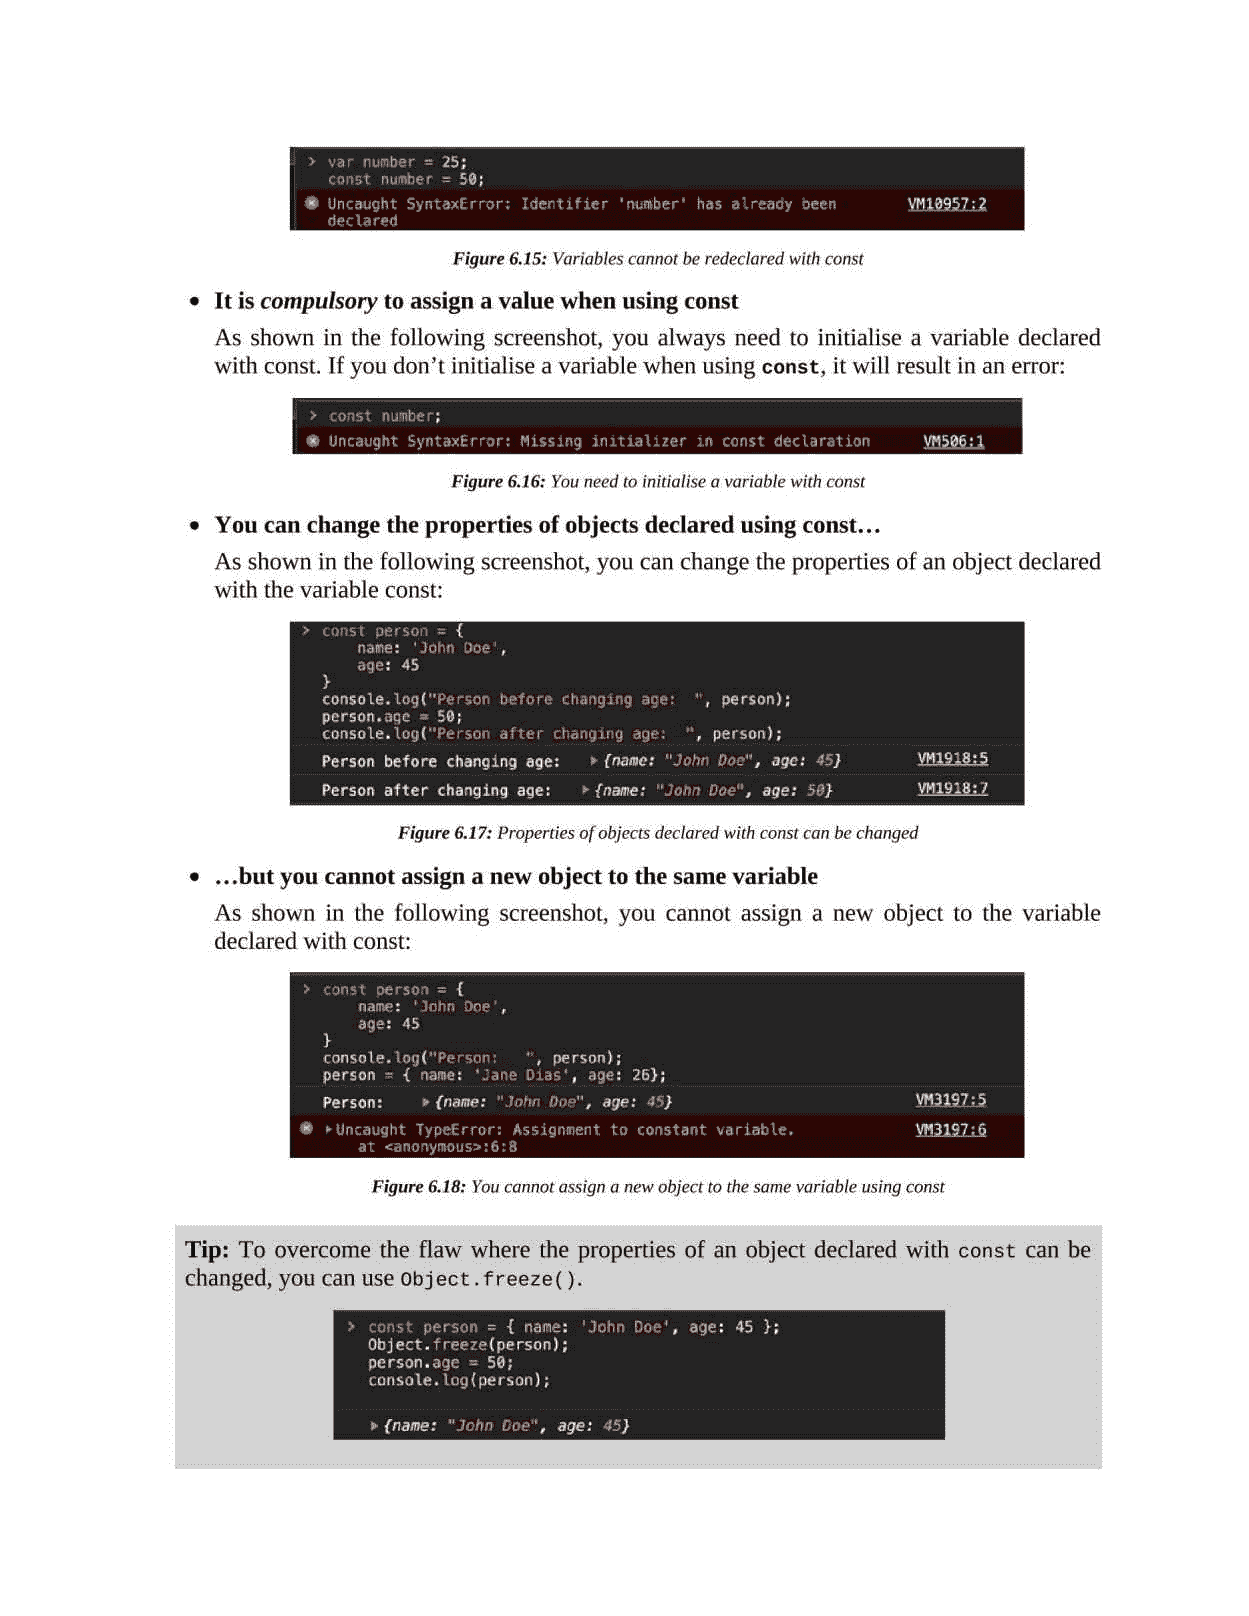 > var number = 25;
const number = 50;
Uncaught SyntaxError: Identifier 'number' has already been VM10957:2
declared
Figure 6.15: Variables cannot be redeclared with const
• It is compulsory to assign a value when using const
As shown in the following screenshot, you always need to initialise a variable declared
with const. If you don’t initialise a variable when using const, it will result in an error:
> const number;
Uncaught SyntaxError: Missing initializer in const declaration VM506:1
Figure 6.16: You need to initialise a variable with const
• You can change the properties of objects declared using const…
As shown in the following screenshot, you can change the properties of an object declared
with the variable const:
> const person = {
name: 'John Doe',
age: 45
}
console.log("Person before changing age:  ", person);
person.age = 50;
console.log("Person after changing age:  ", person);
Person before changing age:  ▸ {name: "John Doe", age: 45} VM1918:5
Person after changing age:  ▸ {name: "John Doe", age: 50} VM1918:7
Figure 6.17: Properties of objects declared with const can be changed
• …but you cannot assign a new object to the same variable
As shown in the following screenshot, you cannot assign a new object to the variable
declared with const:
> const person = {
name: 'John Doe',
age: 45
}
console.log("Person:   ", person);
person = { name: 'Jane Dias', age: 26};
Person:   ▸ {name: "John Doe", age: 45} VM3197:5
▸ Uncaught TypeError: Assignment to constant variable. VM3197:6
at <anonymous>:6:8
Figure 6.18: You cannot assign a new object to the same variable using const
Tip: To overcome the flaw where the properties of an object declared with const can be
changed, you can use Object.freeze().
> const person = { name: 'John Doe', age: 45 };
Object.freeze(person);
person.age = 50;
console.log(person);
▸ {name: "John Doe", age: 45}